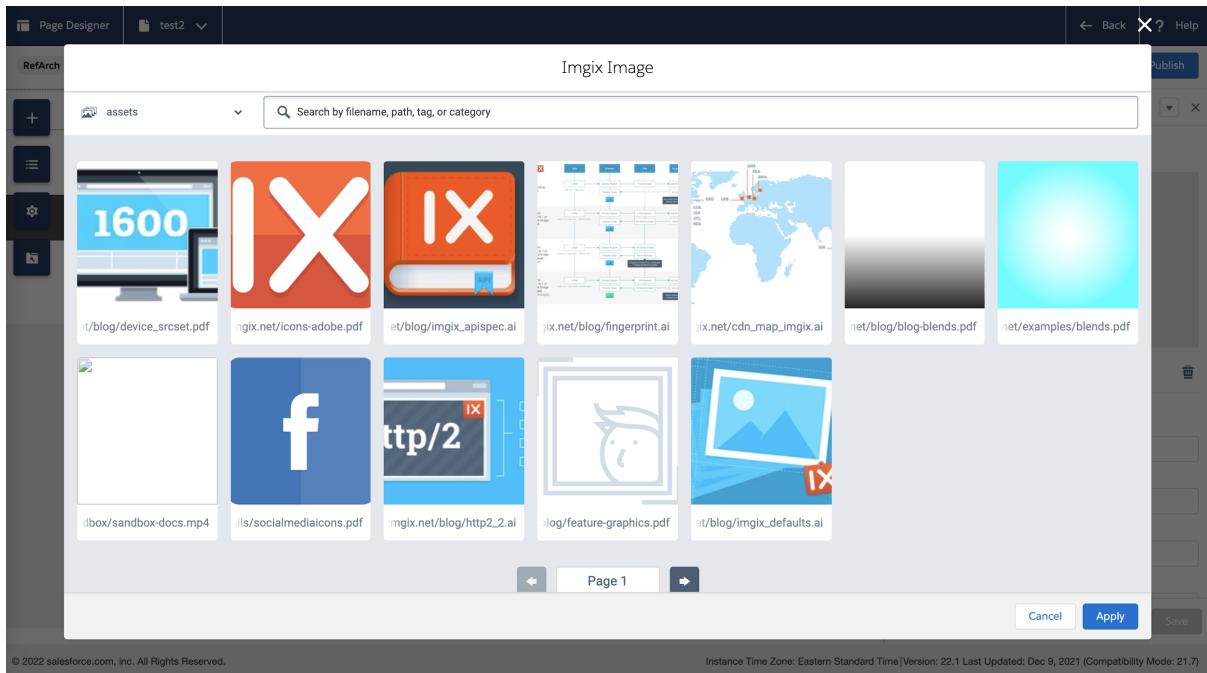 Page Designer
test2
Back
? Help
RefArch
Publish
Imgix Image
assets
Search by filename, path, tag, or category
1600
IX
IX
API
t/blog/device_srcset.pdf
ngix.net/icons-adobe.pdf
et/blog/imgix_apispec.ai
gix.net/blog/fingerprint.ai
ix.net/cdn_map_imgix.ai
net/blog/blog-blends.pdf
net/examples/blends.pdf
f
IX
ttp/2
IX
dbox/sandbox-docs.mp4
ils/socialmediaicons.pdf
imgix.net/blog/http2_2.ai
blog/feature-graphics.pdf
et/blog/imgix_defaults.ai
Page 1
Cancel
Apply
Save
© 2022 salesforce.com, inc. All Rights Reserved.
Instance Time Zone: Eastern Standard Time|Version: 22.1 Last Updated: Dec 9, 2021 (Compatibility Mode: 21.7)